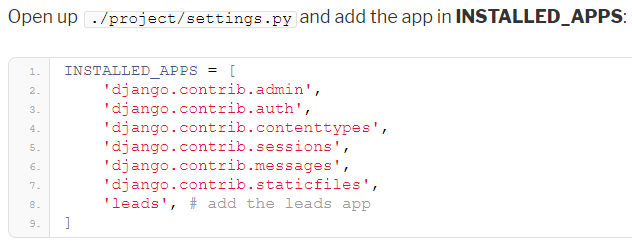 Open up ./project/settings.py and add the app in INSTALLED_APPS:
1. INSTALLED_APPS = [
2. 'django.contrib.admin',
3. 'django.contrib.auth',
4. 'django.contrib.contenttypes',
5. 'django.contrib.sessions',
6. 'django.contrib.messages',
7. 'django.contrib.staticfiles',
8. 'leads', # add the leads app
9. ]